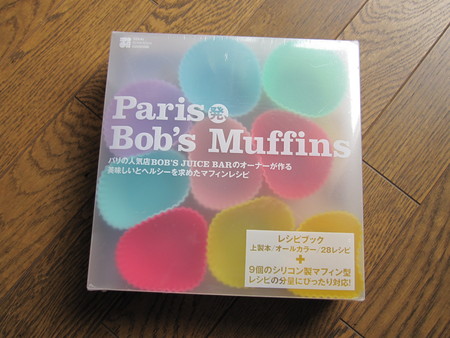 Paris発
Bob's Muffins
パリの人気店BOB'S JUICE BARのオーナーが作る
美味しいとヘルシーを求めたマフィンレシピ
レシピブック
上製本/オールカラー/28レシピ
+
9個のシリコン製マフィン型
レシピの分量にぴったり対応!